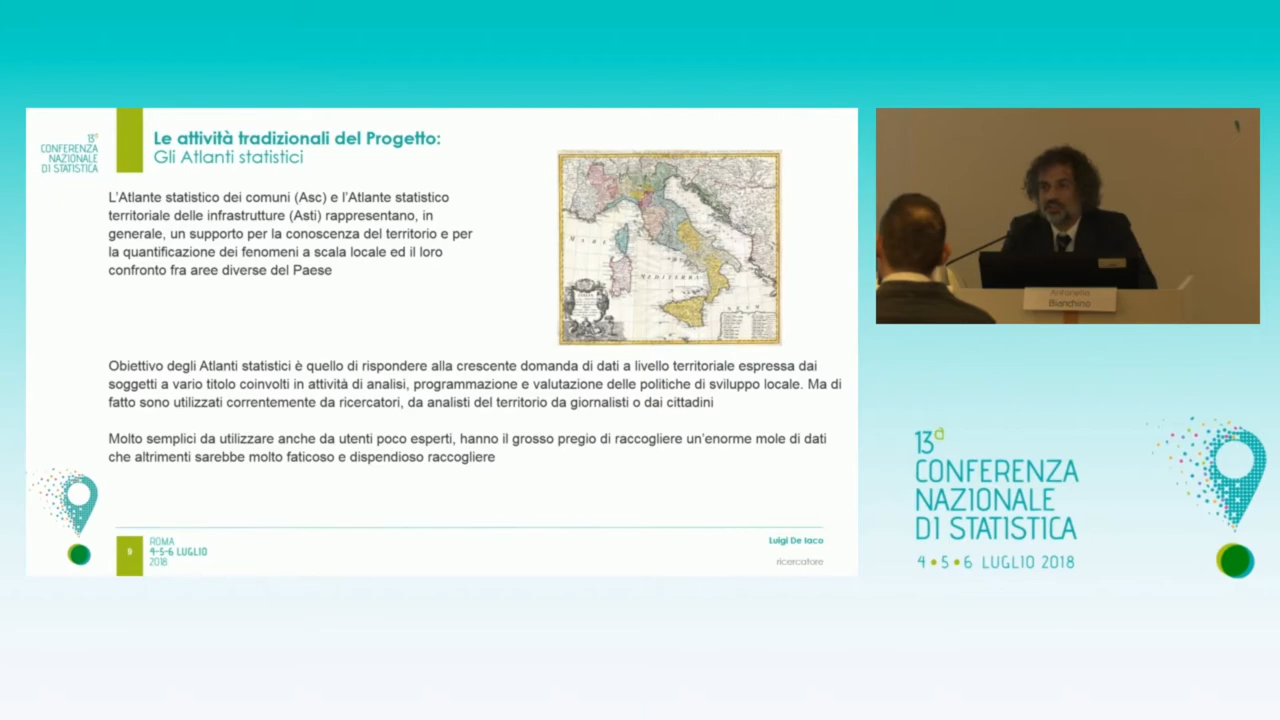 13ª
CONFERENZA
NAZIONALE
DI STATISTICA
Le attività tradizionali del Progetto:
Gli Atlanti statistici
L'Atlante statistico dei comuni (Asc) e l'Atlante statistico
territoriale delle infrastrutture (Asti) rappresentano, in
generale, un supporto per la conoscenza del territorio e per
la quantificazione dei fenomeni a scala locale ed il loro
confronto fra aree diverse del Paese
MARE
MEDITERRA
Obiettivo degli Atlanti statistici è quello di rispondere alla crescente domanda di dati a livello territoriale espressa dai
soggetti a vario titolo coinvolti in attività di analisi, programmazione e valutazione delle politiche di sviluppo locale. Ma di
fatto sono utilizzati correntemente da ricercatori, da analisti del territorio da giornalisti o dai cittadini
Molto semplici da utilizzare anche da utenti poco esperti, hanno il grosso pregio di raccogliere un'enorme mole di dati
che altrimenti sarebbe molto faticoso e dispendioso raccogliere
9
ROMA
4-5-6 LUGLIO
2018
Luigi De Iaco
ricercatore
Antonella
Bianchino
13ª
CONFERENZA
NAZIONALE
DI STATISTICA
4•5•6 LUGLIO 2018